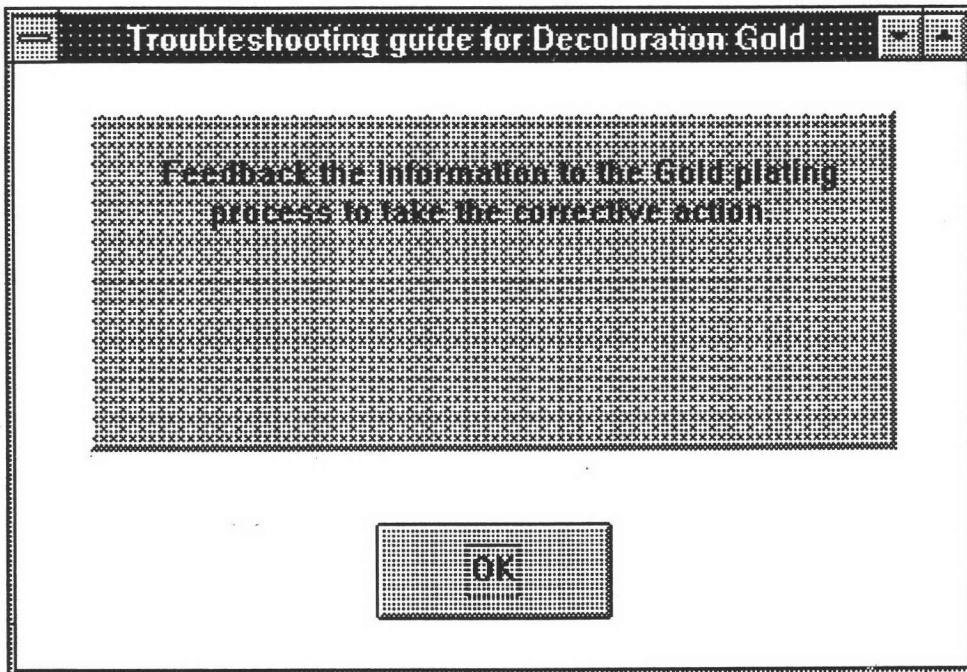 Troubleshooting guide for Decoloration Gold
Feedback the information to the Gold plating
process to take the corrective action.
OK